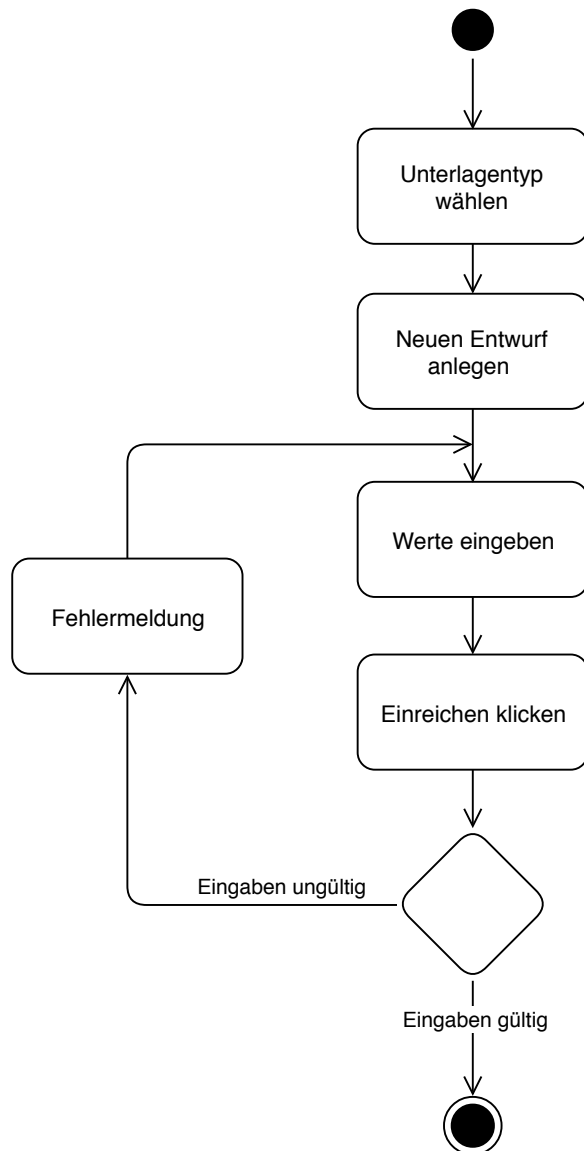 Unterlagentyp
wählen
Neuen Entwurf
anlegen
Werte eingeben
Fehlermeldung
Einreichen klicken
Eingaben ungültig
Eingaben gültig